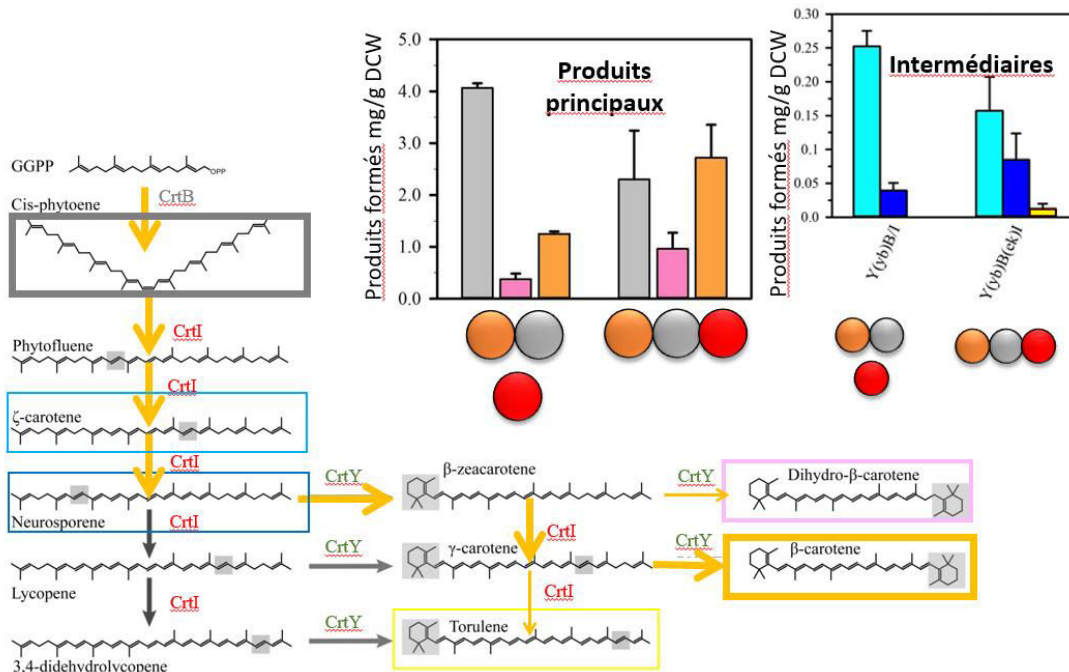 GGPP
OPP
CrtB
Cis-phytoene
CrtI
Phytofluene
CrtI
ζ-carotene
CrtI
Neurosporene
CrtI
Lycopene
CrtI
3,4-didehydrolycopene
CrtY
β-zeacarotene
CrtY
Dihydro-β-carotene
CrtI
CrtY
γ-carotene
CrtY
β-carotene
CrtI
CrtY
Torulene
Produits formés mg/g DCW
5.0
4.0
3.0
2.0
1.0
0.0
Produits
principaux
Produits formés mg/g DCW
0.30
0.25
0.20
0.15
0.10
0.05
0.0
Intermédiaires
Y(yb)B/I
Y(yb)B(ek)I